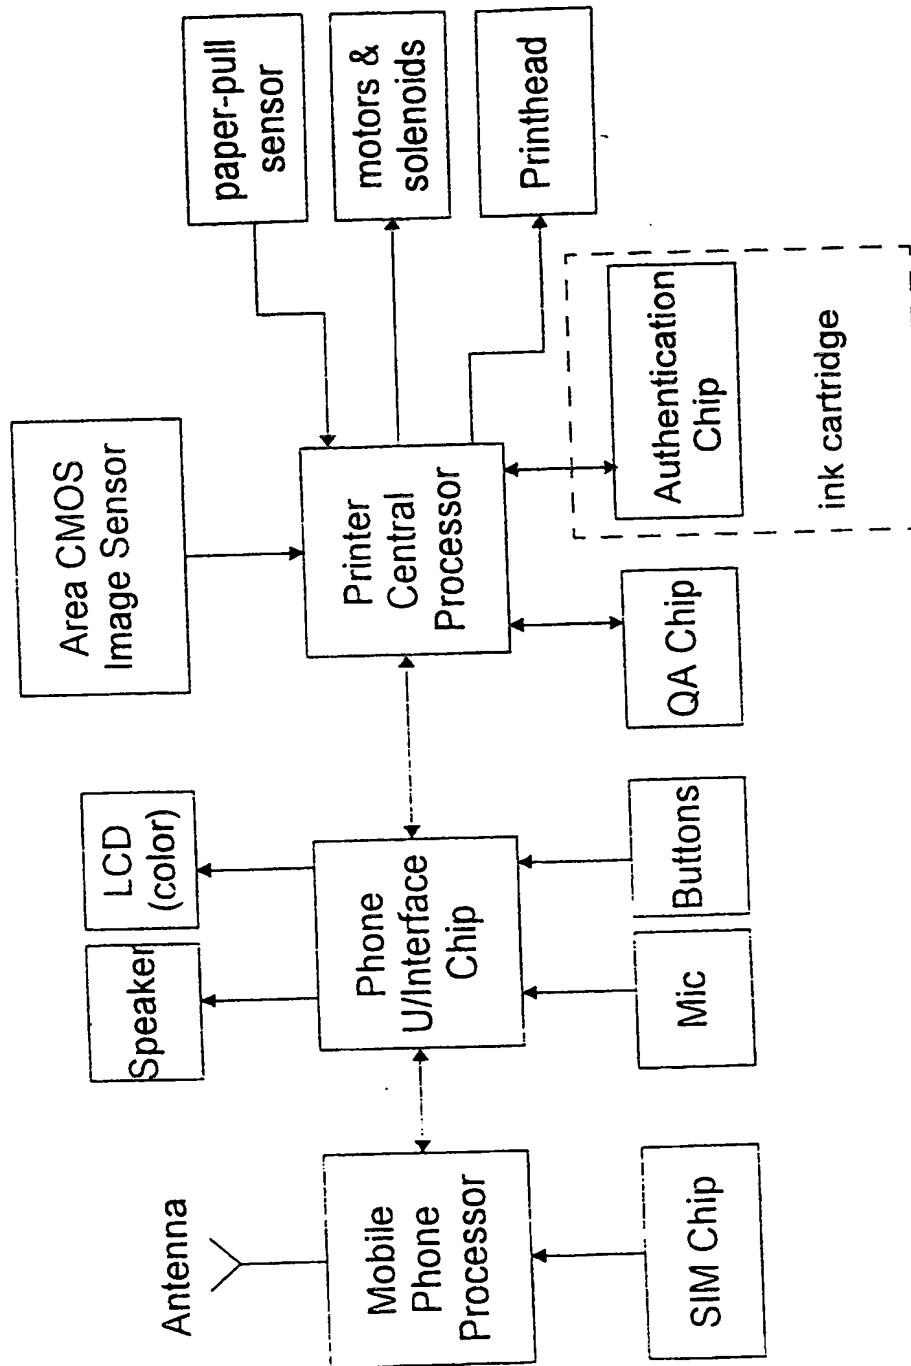 Antenna
Mobile
Phone
Processor
SIM Chip
Speaker
LCD
(color)
Phone
U/Interface
Chip
Mic
Buttons
Area CMOS
Image Sensor
Printer
Central
Processor
QA Chip
Authentication
Chip
ink cartridge
paper-pull
sensor
motors &
solenoids
Printhead